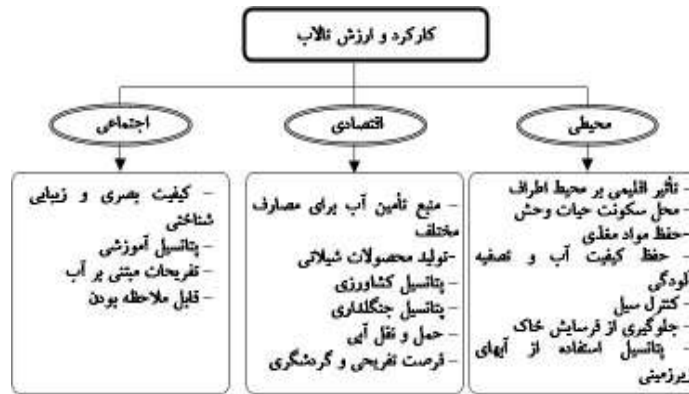 کارکرد و ارزش تالاب
محیطی
- تأثیر اقلیمی بر محیط اطراف
- محل سکونت حیات وحش
-حفظ مواد مغذی
- حفظ کیفیت آب و تصفیه
لودگی
- کنترل سیل
- جلوگیری از فرسایش خاک
- پتانسیل استفاده از آبهای
زیرزمینی
اقتصادی
- منبع تأمین آب برای مصارف
مختلف
-تولید محصولات شیلاتی
- پتانسیل کشاورزی
- پتانسیل جنگلداری
- حمل و نقل آبی
- فرصت تفریحی و گردشگری
اجتماعی
- کیفیت بصری و زیبایی
شناختی
- پتانسیل آموزشی
- تفریحات مبتنی بر آب
- قابل ملاحظه بودن